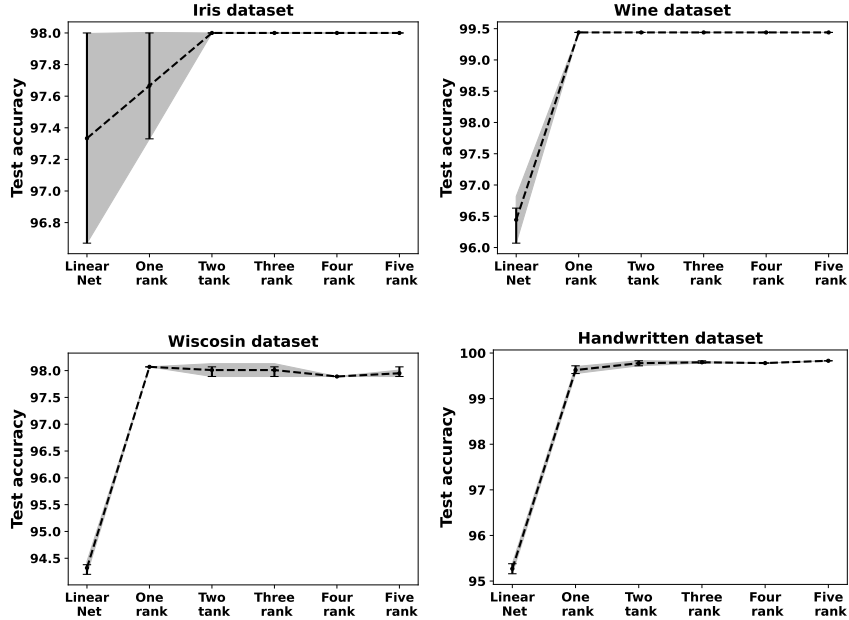 Iris dataset
Test accuracy
98.0
97.8
97.6
97.4
97.2
97.0
96.8
Linear Net
One rank
Two tank
Three rank
Four rank
Five rank
Wine dataset
Test accuracy
99.5
99.0
98.5
98.0
97.5
97.0
96.5
96.0
Linear Net
One rank
Two tank
Three rank
Four rank
Five rank
Wiscosin dataset
Test accuracy
98.0
97.5
97.0
96.5
96.0
95.5
95.0
94.5
Linear Net
One rank
Two tank
Three rank
Four rank
Five rank
Handwritten dataset
Test accuracy
100
99
98
97
96
95
Linear Net
One rank
Two tank
Three rank
Four rank
Five rank